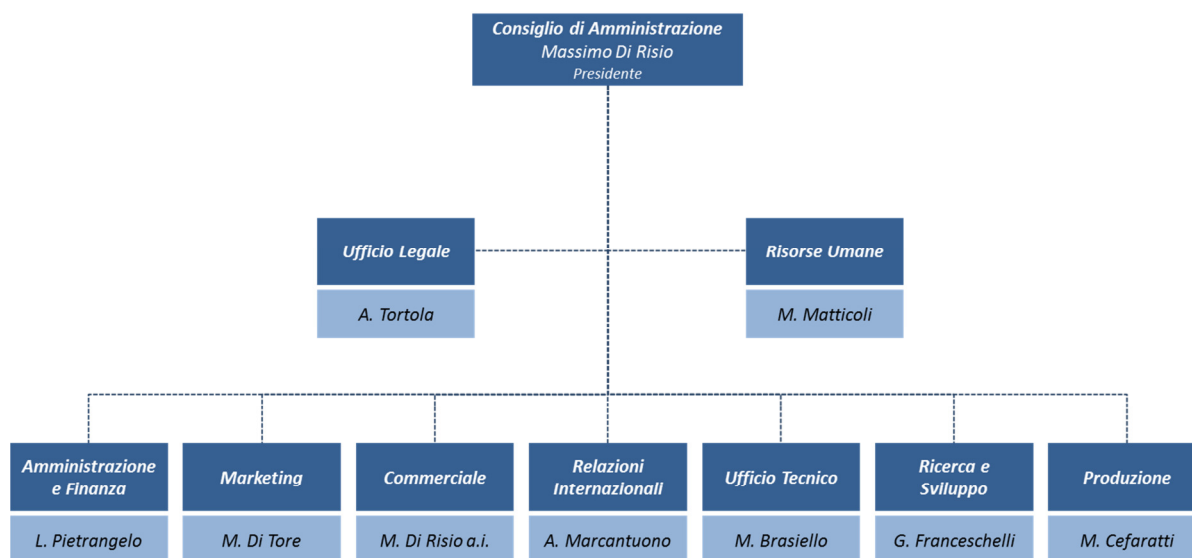 Consiglio di Amministrazione
Massimo Di Risio
Presidente
Ufficio Legale
A. Tortola
Risorse Umane
M. Matticoli
Amministrazione
e Finanza
L. Pietrangelo
Marketing
M. Di Tore
Commerciale
M. Di Risio a.i.
Relazioni
Internazionali
A. Marcantuono
Ufficio Tecnico
M. Brasiello
Ricerca e
Sviluppo
G. Franceschelli
Produzione
M. Cefaratti